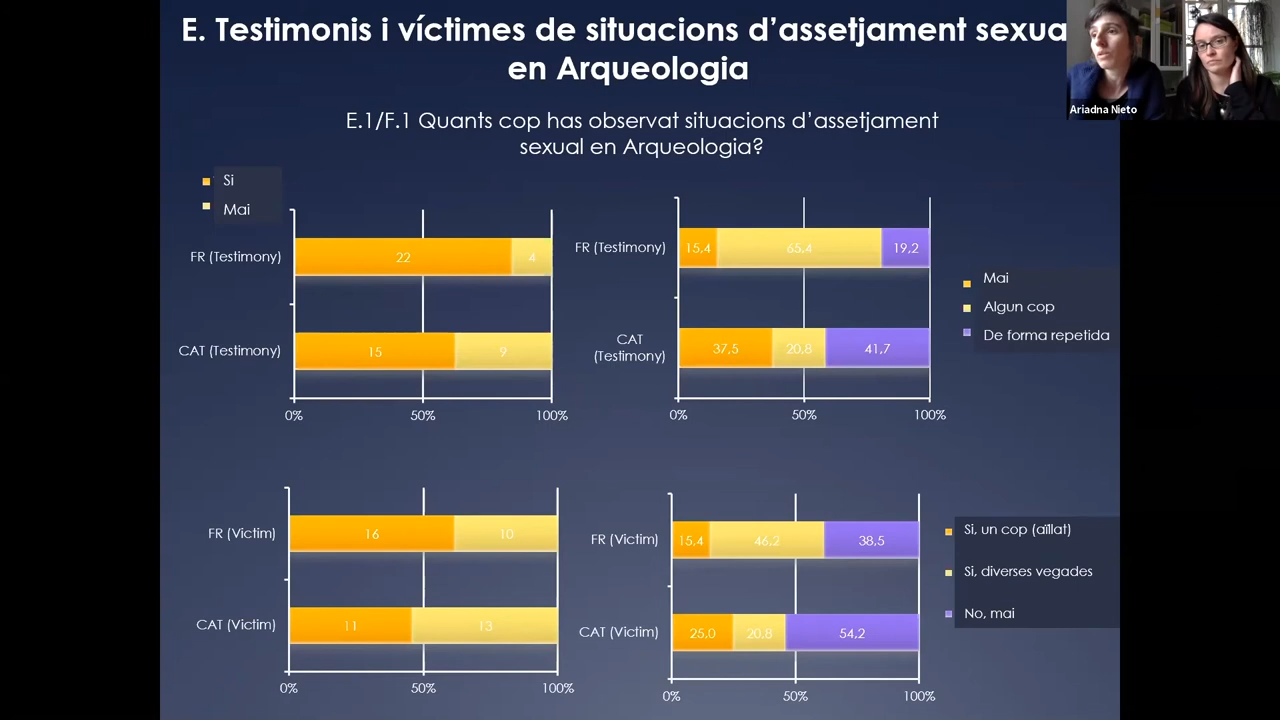 E. Testimonis i víctimes de situacions d’assetjament sexua
en Arqueologia
Ariadna Nieto
E.1/F.1 Quants cop has observat situacions d’assetjament
sexual en Arqueologia?
Si
Mai
FR (Testimony)
22
4
CAT (Testimony)
15
9
0%
50%
100%
FR (Testimony)
15,4
65,4
19,2
CAT
(Testimony)
37,5
20,8
41,7
0%
50%
100%
Mai
Algun cop
De forma repetida
FR (Victim)
16
10
CAT (Victim)
11
13
0%
50%
100%
FR (Victim)
15,4
46,2
38,5
CAT (Victim)
25,0
20,8
54,2
0%
50%
100%
Si, un cop (aïllat)
Si, diverses vegades
No, mai